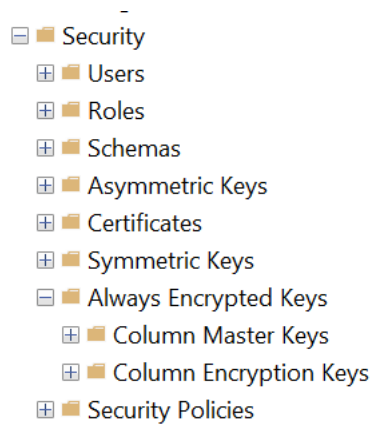 Security
Users
Roles
Schemas
Asymmetric Keys
Certificates
Symmetric Keys
Always Encrypted Keys
Column Master Keys
Column Encryption Keys
Security Policies